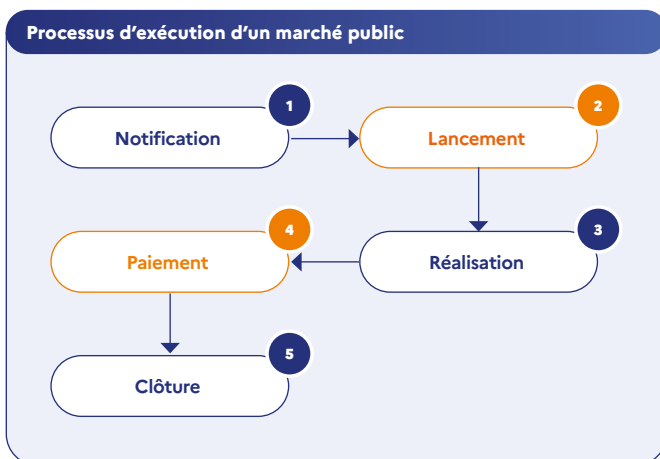 Processus d'exécution d'un marché public
1
Notification
2
Lancement
3
Réalisation
4
Paiement
5
Clôture